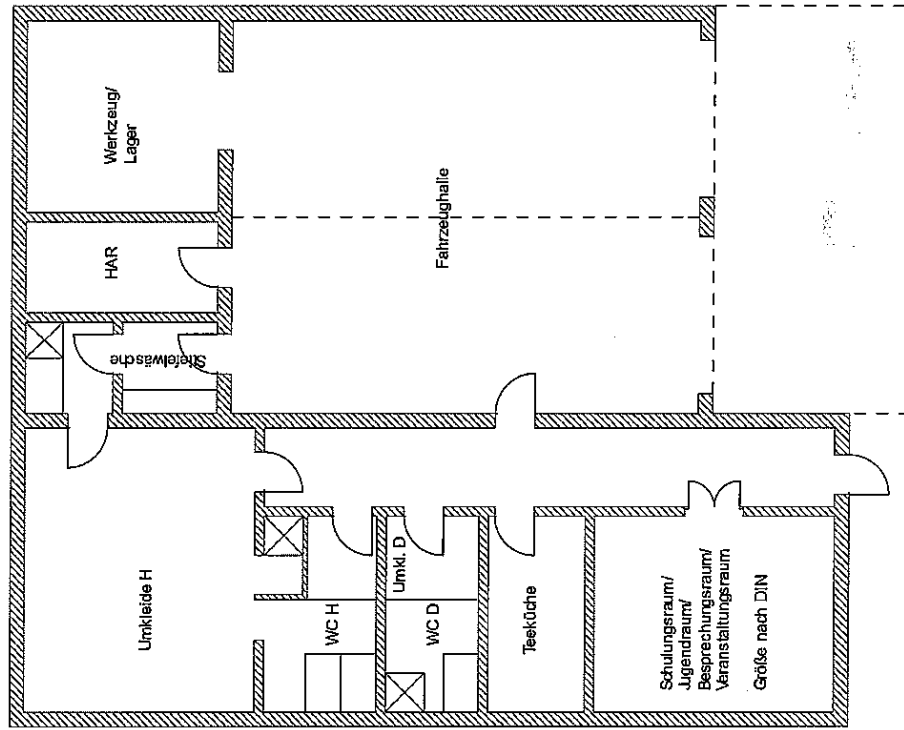 Werkzeug/
Lager
HAR
Stiefelwäsche
Fahrzeughalle
Umkleide H
WC H
Umkl. D
WC D
Teeküche
Schulungsraum/
Jugendraum/
Besprechungsraum/
Veranstaltungsraum
Größe nach DIN